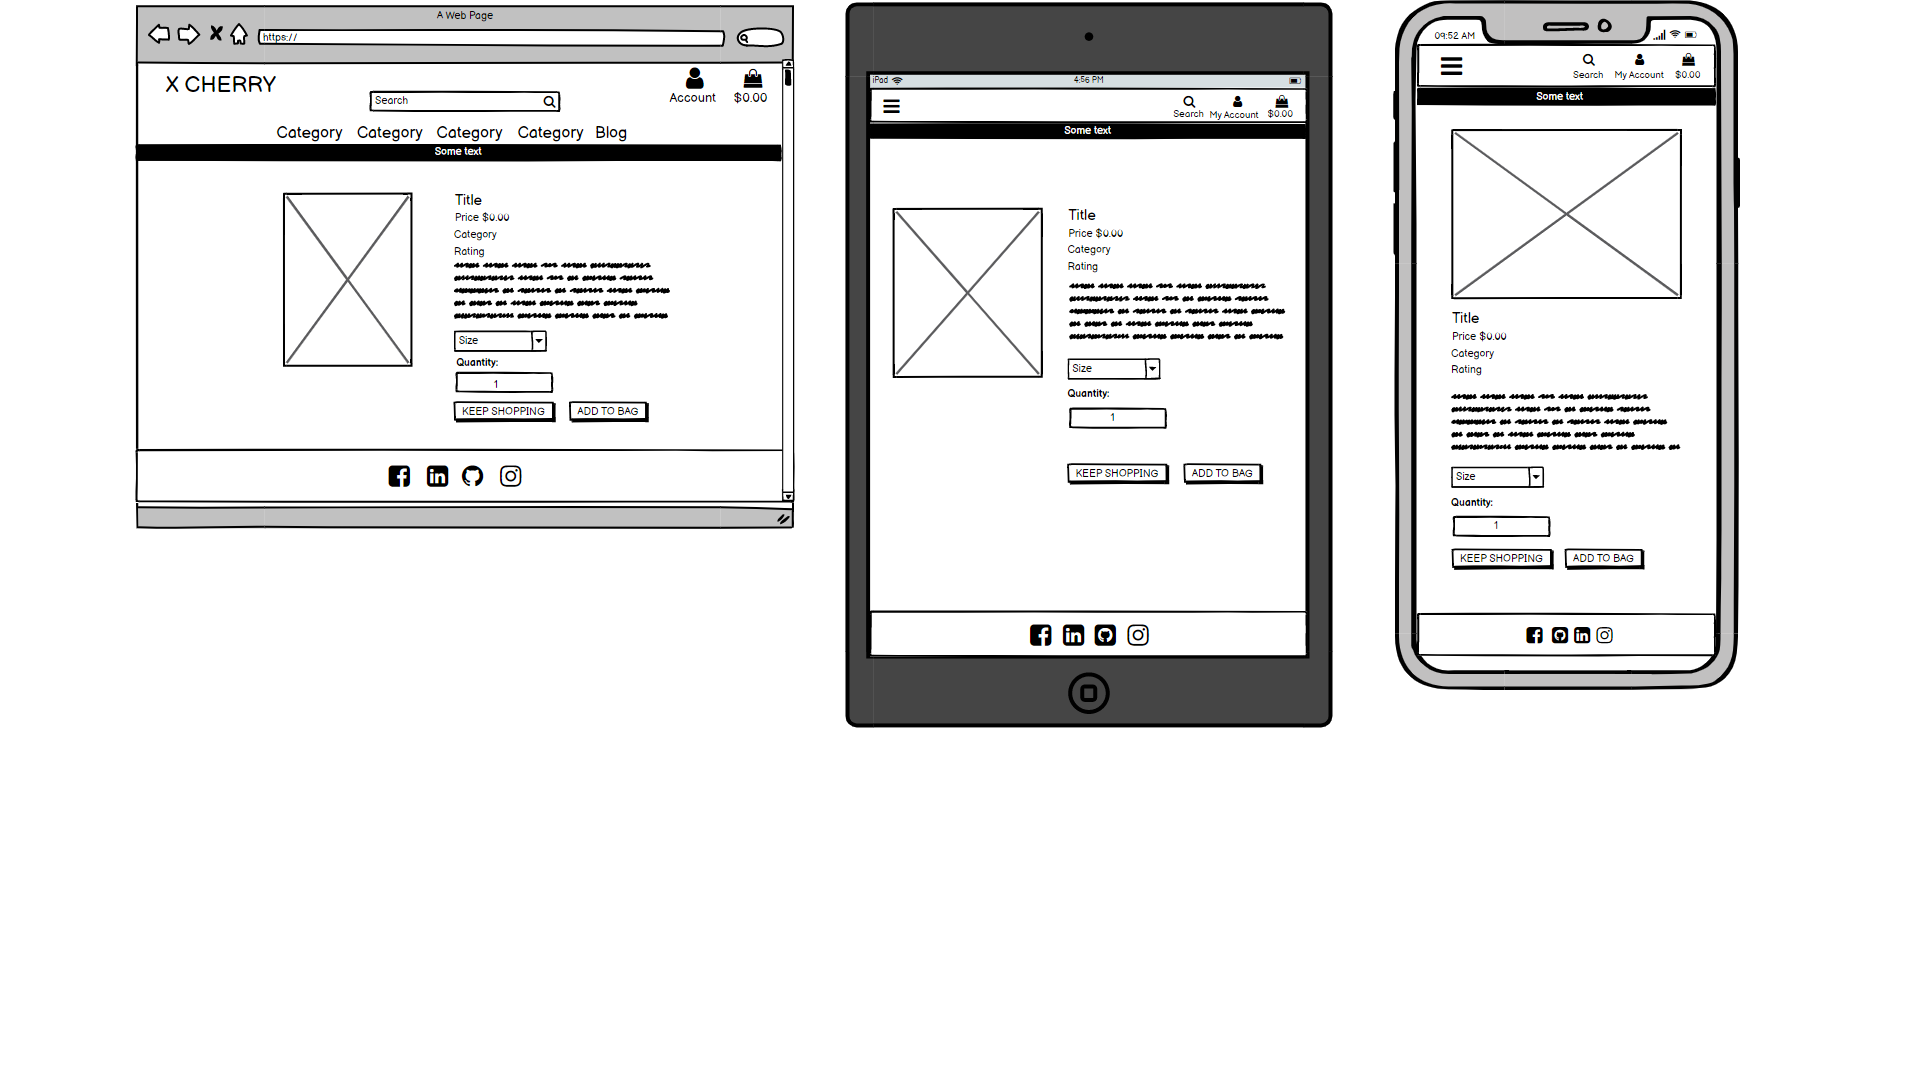 A Web Page
https://
X CHERRY
Search
Account
$0.00
Category Category Category Category Blog
Some text
Title
Price $0.00
Category
Rating
Size
Quantity:
1
KEEP SHOPPING ADD TO BAG
iPad 4:56 PM
Search My Account $0.00
Some text
Title
Price $0.00
Category
Rating
Size
Quantity:
1
KEEP SHOPPING ADD TO BAG
09:52 AM
Search My Account $0.00
Some text
Title
Price $0.00
Category
Rating
Size
Quantity:
1
KEEP SHOPPING ADD TO BAG